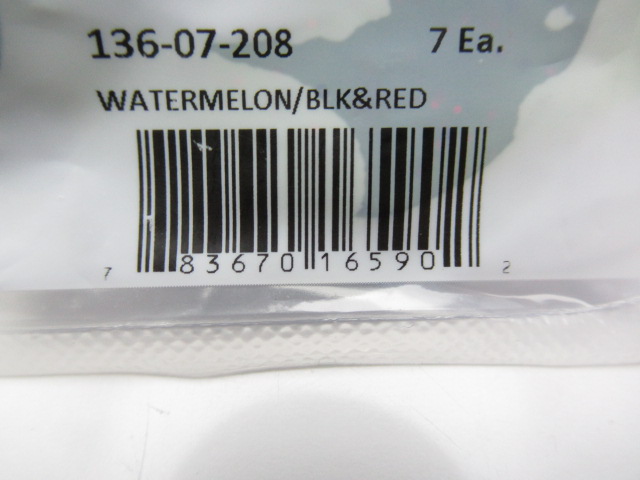 136-07-208 7 Ea.
WATERMELON/BLK&RED
7 83670 16590 2